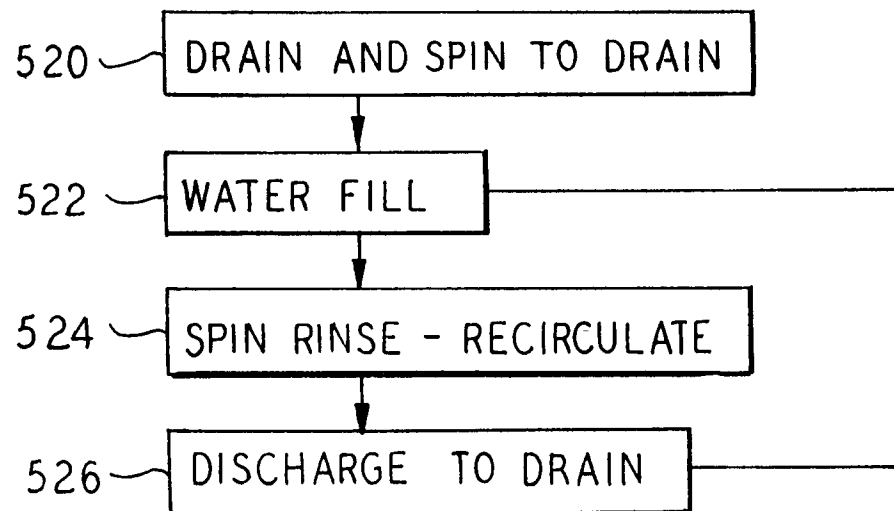 520 DRAIN AND SPIN TO DRAIN
522 WATER FILL
524 SPIN RINSE - RECIRCULATE
526 DISCHARGE TO DRAIN